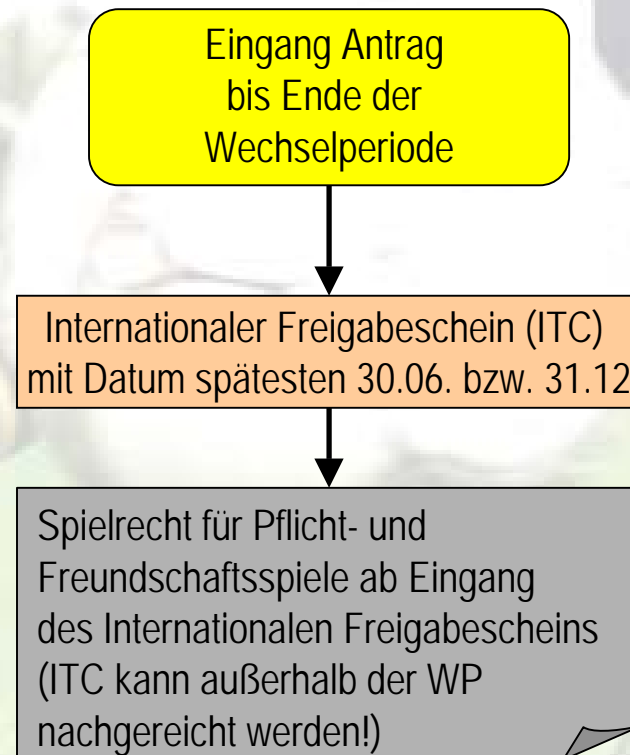 Eingang Antrag
bis Ende der
Wechselperiode
Internationaler Freigabeschein (ITC)
mit Datum spätesten 30.06. bzw. 31.12
Spielrecht für Pflicht- und
Freundschaftsspiele ab Eingang
des Internationalen Freigabescheins
(ITC kann außerhalb der WP
nachgereicht werden!)